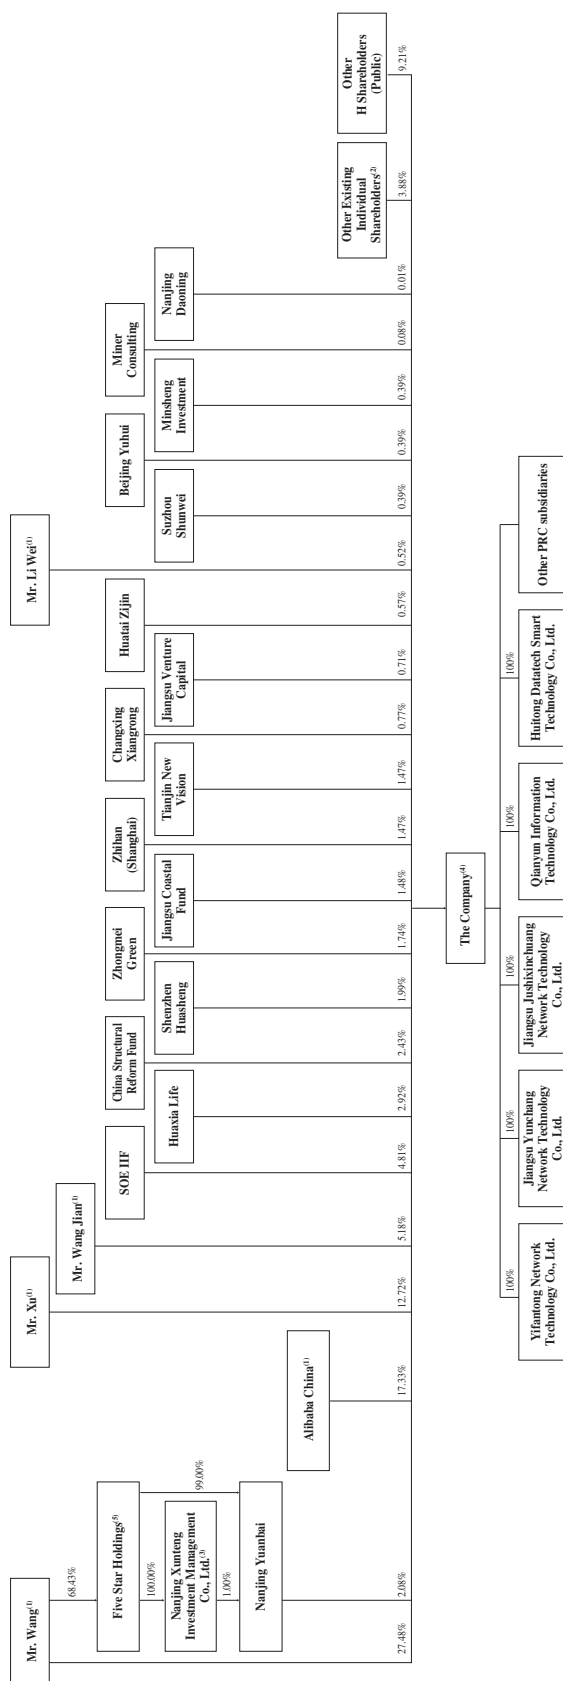 Mr. Wang(1)
68.43%
Five Star Holdings(5)
100.00%
99.00%
Nanjing Xunteng
Investment Management
Co., Ltd.(3)
1.00%
Nanjing Yuanbai
27.48%
2.08%
Alibaba China(1)
17.33%
Mr. Xu(1)
12.72%
Mr. Wang Jian(1)
5.18%
SOE IIF
4.81%
Huaxia Life
2.92%
China Structural
Reform Fund
2.43%
Shenzhen
Huasheng
1.99%
Zhongmei
Green
1.74%
Jiangsu Coastal
Fund
1.48%
Zhihan
(Shanghai)
1.47%
Tianjin New
Vision
1.47%
Changxing
Xiangrong
0.77%
Jiangsu Venture
Capital
0.71%
Huatai Zijin
0.57%
Mr. Li Wei(1)
0.52%
Suzhou
Shunwei
0.39%
Beijing Yuhui
0.39%
Minsheng
Investment
0.39%
Miner
Consulting
0.08%
Nanjing
Daoning
0.01%
Other Existing
Individual
Shareholders(2)
3.88%
Other
H Shareholders
(Public)
9.21%
The Company(4)
100%
Yifantong Network
Technology Co., Ltd.
100%
Jiangsu Yunchang
Network Technology
Co., Ltd.
100%
Jiangsu Jushixinchuang
Network Technology
Co., Ltd.
100%
Qianyun Information
Technology Co., Ltd.
100%
Huitong Datatech Smart
Technology Co., Ltd.
Other PRC subsidiaries